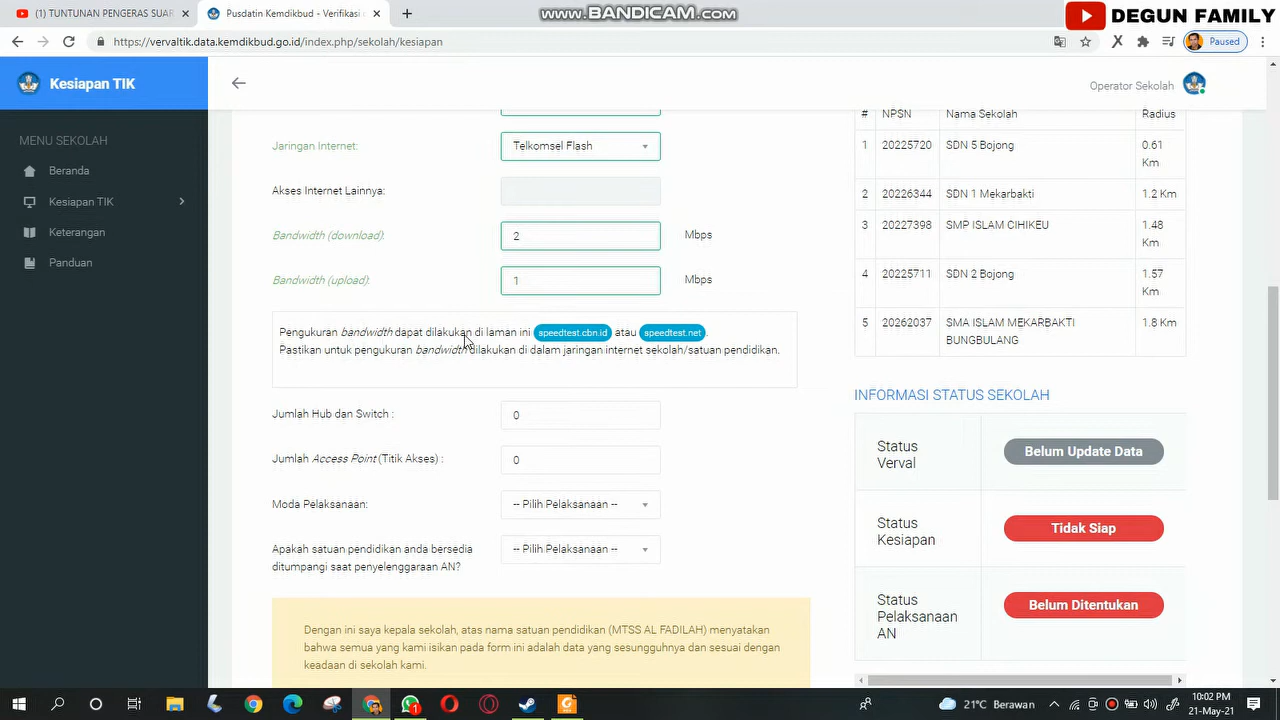 (1) TUNTUNAN PENGERAS SUAR
Pusdatin Kemdikbud - Verifikasi
www.BANDICAM.com
DEGUN FAMILY
https://vervaltik.data.kemdikbud.go.id/index.php/sekolah/kesiapan
Paused
Kesiapan TIK
Operator Sekolah
MENU SEKOLAH
Beranda
Kesiapan TIK
Keterangan
Panduan
Jaringan Internet:
Telkomsel Flash
Akses Internet Lainnya:
Bandwidth (download):
2
Mbps
Bandwidth (upload):
1
Mbps
Pengukuran bandwidth dapat dilakukan di laman ini speedtest.cbn.id atau speedtest.net.
Pastikan untuk pengukuran bandwidth dilakukan di dalam jaringan internet sekolah/satuan pendidikan.
Jumlah Hub dan Switch :
0
Jumlah Access Point (Titik Akses) :
0
Moda Pelaksanaan:
-- Pilih Pelaksanaan --
Apakah satuan pendidikan anda bersedia
ditumpangi saat penyelenggaraan AN?
-- Pilih Pelaksanaan --
Dengan ini saya kepala sekolah, atas nama satuan pendidikan (MTSS AL FADILAH) menyatakan
bahwa semua yang kami isikan pada form ini adalah data yang sesungguhnya dan sesuai dengan
keadaan di sekolah kami.
# NPSN Nama Sekolah Radius
1 20225720 SDN 5 Bojong 0.61
Km
2 20226344 SDN 1 Mekarbakti 1.2 Km
3 20227398 SMP ISLAM CIHIKEU 1.48
Km
4 20225711 SDN 2 Bojong 1.57
Km
5 20262037 SMA ISLAM MEKARBAKTI 1.8 Km
BUNGBULANG
INFORMASI STATUS SEKOLAH
Status
Verval
Belum Update Data
Status
Kesiapan
Tidak Siap
Status
Pelaksanaan
AN
Belum Ditentukan
1
21°C Berawan
10:02 PM
21-May-21